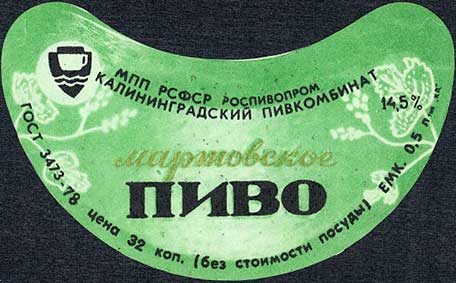 МПП РСФСР РОСПИВОПРОМ
КАЛИНИНГРАДСКИЙ ПИВКОМБИНАТ
14,5%
мартовское
ПИВО
ГОСТ 3473-78 цена 32 коп. (без стоимости посуды) ЕМК. 0,5 л